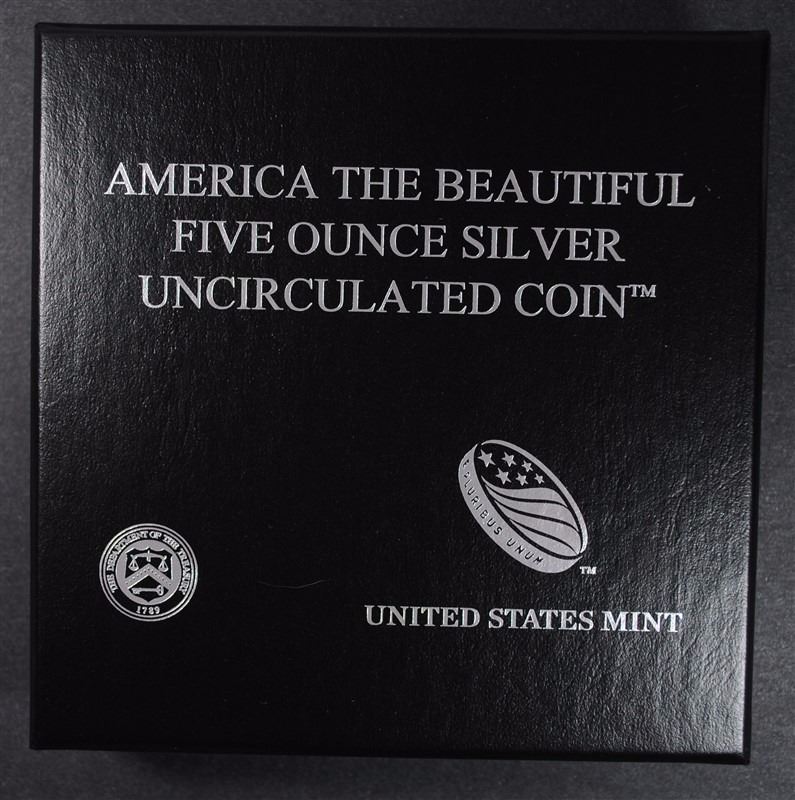 AMERICA THE BEAUTIFUL
FIVE OUNCE SILVER
UNCIRCULATED COIN™
E PLURIBUS UNUM
TM
THE DEPARTMENT OF THE TREASURY
1789
UNITED STATES MINT